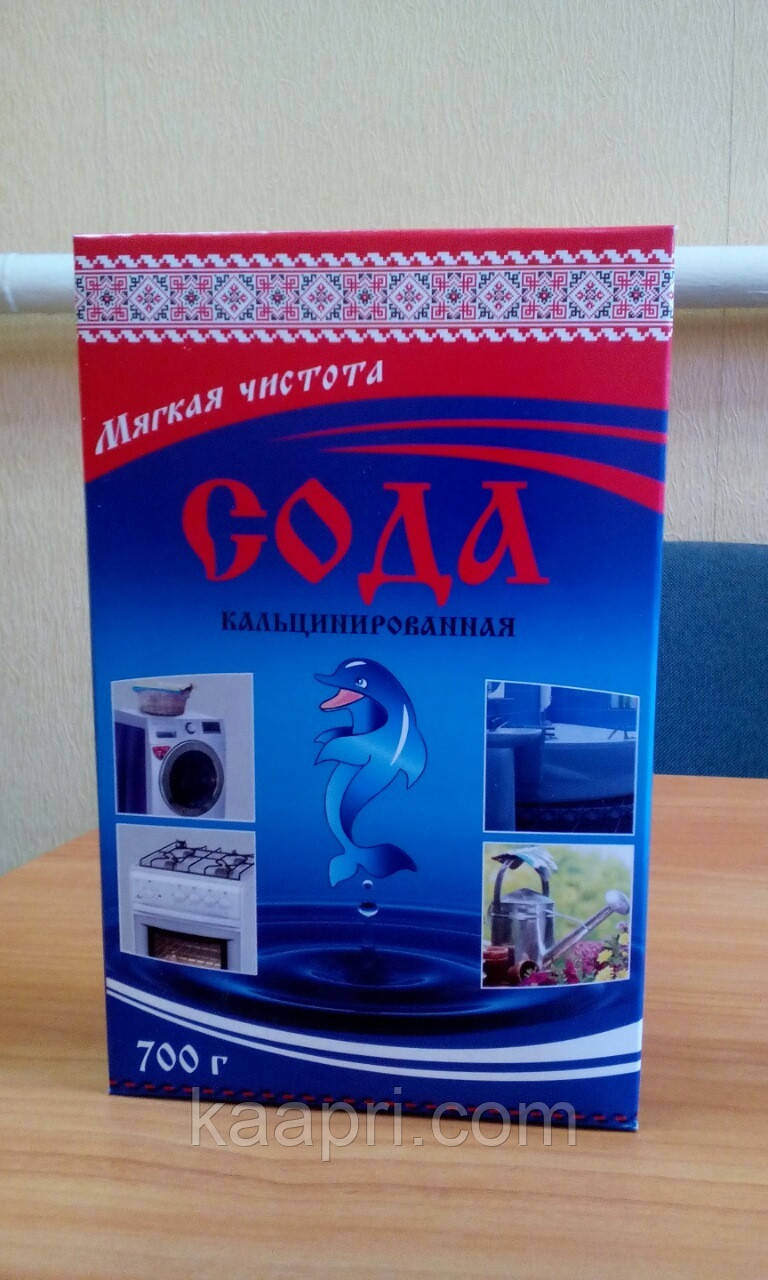 Мягкая чистота
СОДА
КАЛЬЦИНИРОВАННАЯ
700 г
kaapri.com